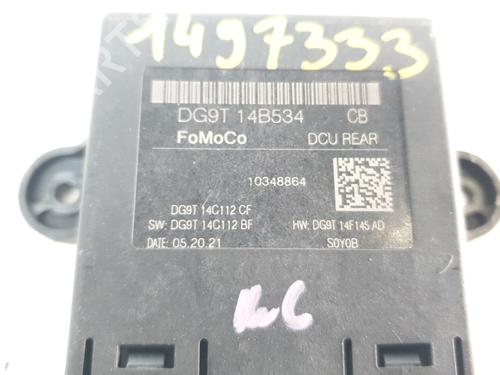 1497333
DG9T 14B534 CB
FoMoCo DCU REAR
10348864
DG9T 14C112 CF
SW: DG9T 14C112 BF HW: DG9T 14F145 AD
DATE: 05.20.21 S0Y0B